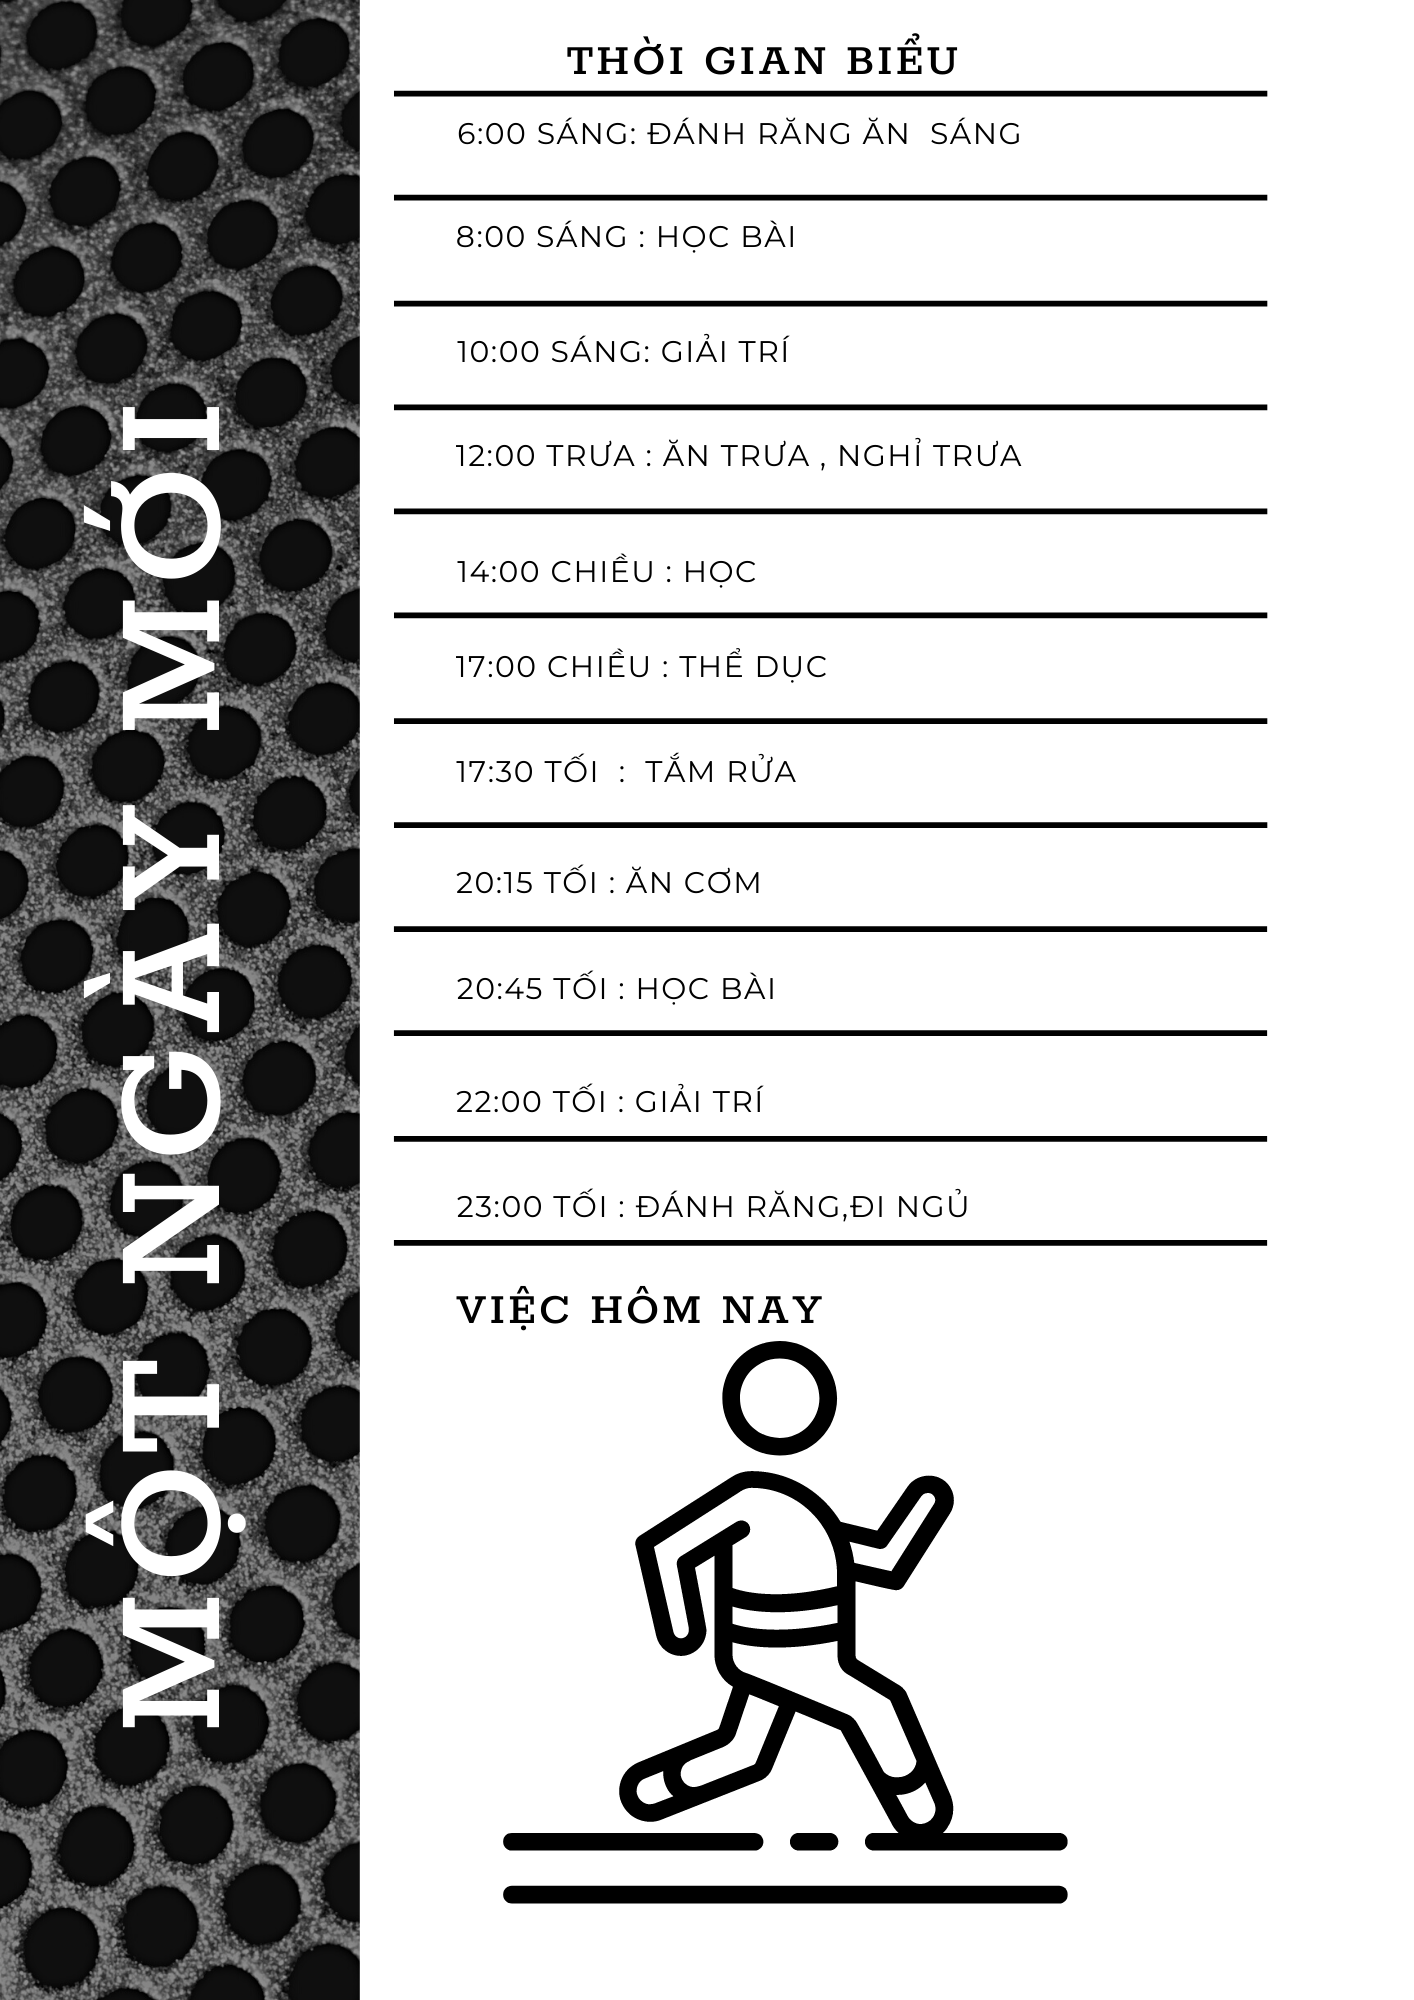 MỘT NGÀY MỚI
THỜI GIAN BIỂU
6:00 SÁNG: ĐÁNH RĂNG ĂN  SÁNG
8:00 SÁNG : HỌC BÀI
10:00 SÁNG: GIẢI TRÍ
12:00 TRƯA : ĂN TRƯA , NGHỈ TRƯA
14:00 CHIỀU : HỌC
17:00 CHIỀU : THỂ DỤC
17:30 TỐI  :  TẮM RỬA
20:15 TỐI : ĂN CƠM
20:45 TỐI : HỌC BÀI
22:00 TỐI : GIẢI TRÍ
23:00 TỐI : ĐÁNH RĂNG,ĐI NGỦ
VIỆC HÔM NAY